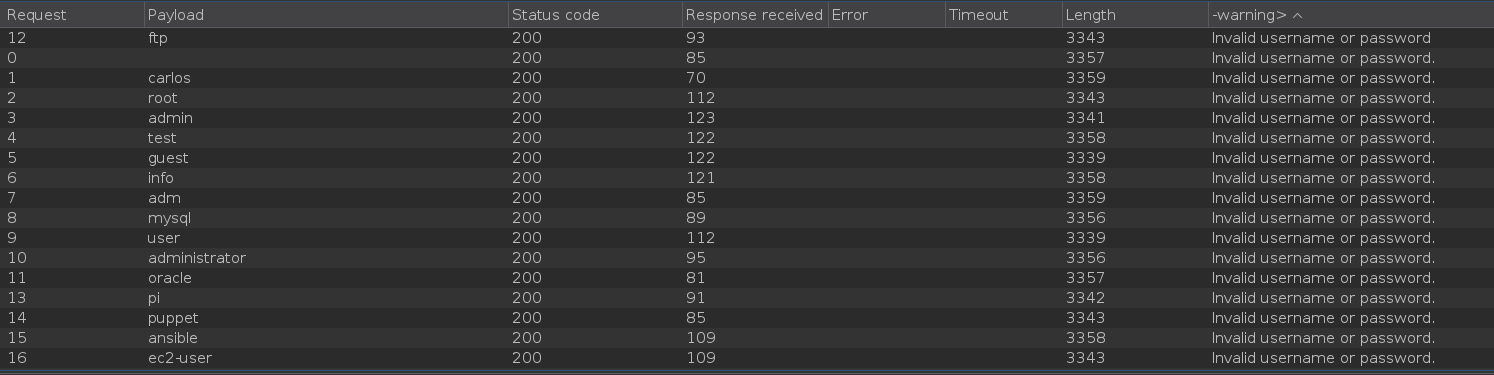 Request Payload Status code Response received Error Timeout Length -warning> ^
12 ftp 200 93 3343 Invalid username or password
0 200 85 3357 Invalid username or password.
1 carlos 200 70 3359 Invalid username or password.
2 root 200 112 3343 Invalid username or password.
3 admin 200 123 3341 Invalid username or password.
4 test 200 122 3358 Invalid username or password.
5 guest 200 122 3339 Invalid username or password.
6 info 200 121 3358 Invalid username or password.
7 adm 200 85 3359 Invalid username or password.
8 mysql 200 89 3356 Invalid username or password.
9 user 200 112 3339 Invalid username or password.
10 administrator 200 95 3356 Invalid username or password.
11 oracle 200 81 3357 Invalid username or password.
13 pi 200 91 3342 Invalid username or password.
14 puppet 200 85 3343 Invalid username or password.
15 ansible 200 109 3358 Invalid username or password.
16 ec2-user 200 109 3343 Invalid username or password.